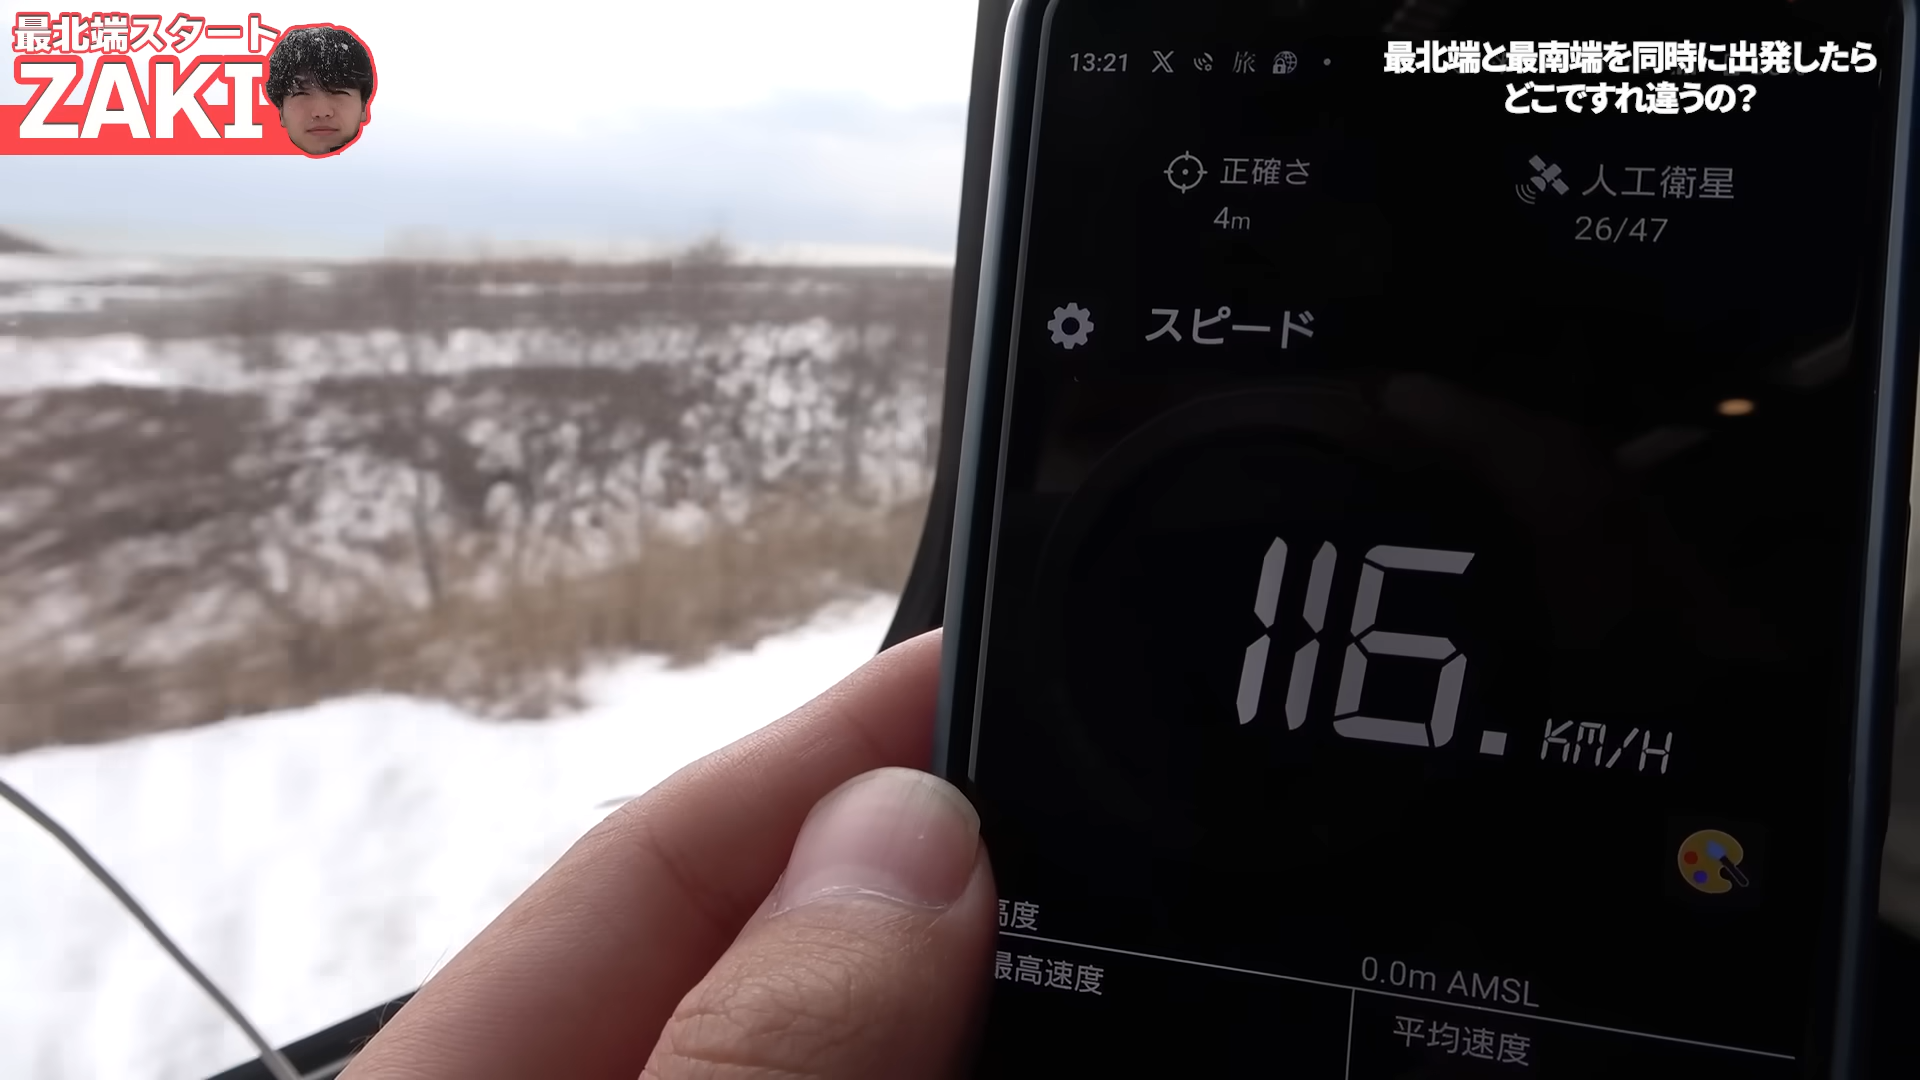 最北端スタート
ZAKI
最北端と最南端を同時に出発したら
どこですれ違うの？
13:21 X 旅
正確さ
4m
人工衛星
26/47
スピード
116. KM/H
高度
0.0m AMSL
最高速度
平均速度